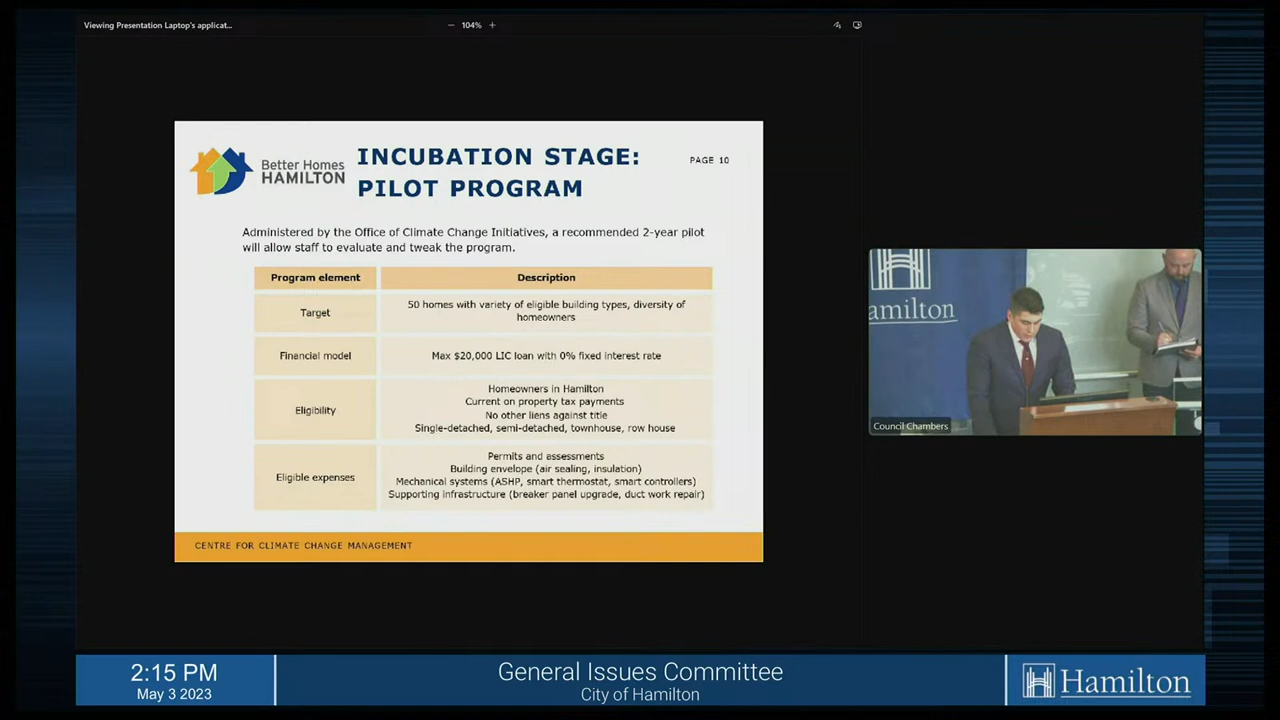 Viewing Presentation Laptop's applicat...
104%
Better Homes
HAMILTON
INCUBATION STAGE:
PILOT PROGRAM
PAGE 10
Administered by the Office of Climate Change Initiatives, a recommended 2-year pilot
will allow staff to evaluate and tweak the program.
Program element
Description
Target
50 homes with variety of eligible building types, diversity of
homeowners
Financial model
Max $20,000 LIC loan with 0% fixed interest rate
Eligibility
Homeowners in Hamilton
Current on property tax payments
No other liens against title
Single-detached, semi-detached, townhouse, row house
Eligible expenses
Permits and assessments
Building envelope (air sealing, insulation)
Mechanical systems (ASHP, smart thermostat, smart controllers)
Supporting infrastructure (breaker panel upgrade, duct work repair)
CENTRE FOR CLIMATE CHANGE MANAGEMENT
amilton
Council Chambers
2:15 PM
May 3 2023
General Issues Committee
City of Hamilton
Hamilton